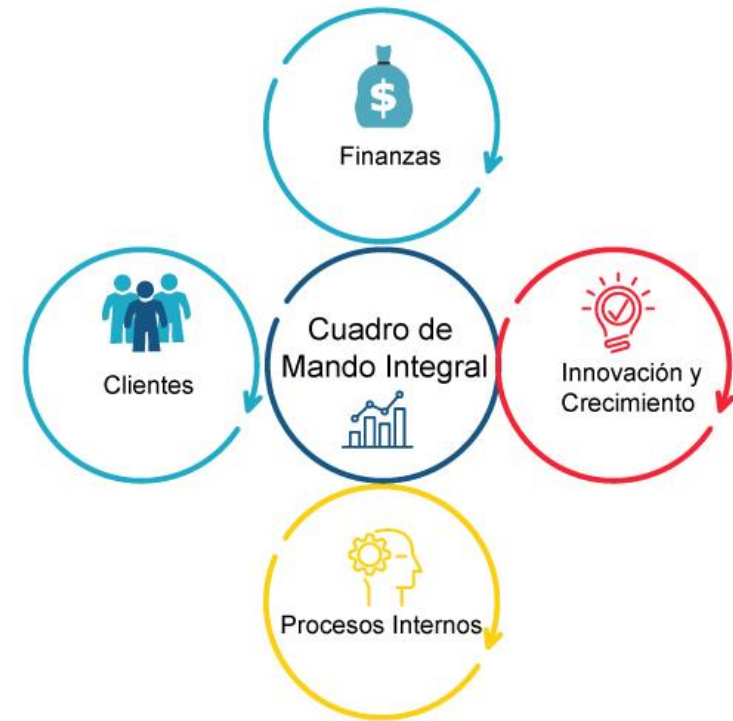 $
Finanzas
Clientes
Cuadro de
Mando Integral
Innovación y
Crecimiento
Procesos Internos